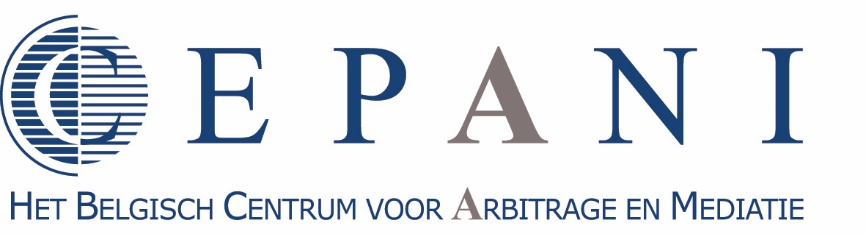 CEPANI
HET BELGISCH CENTRUM VOOR ARBITRAGE EN MEDIATIE